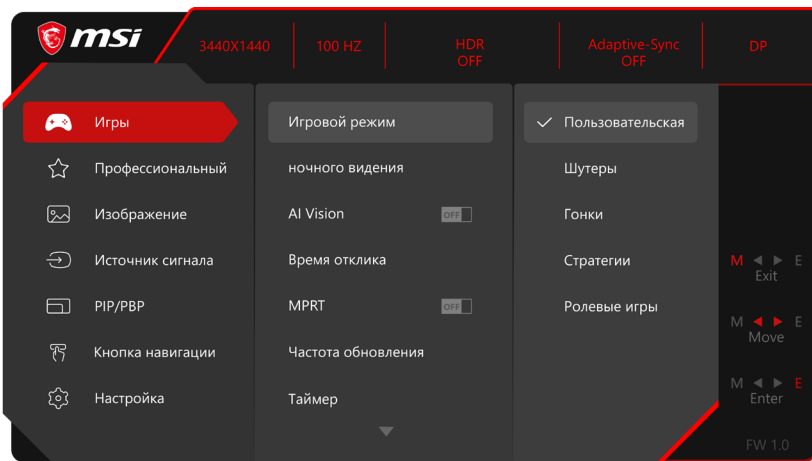 msi
3440X1440
100 HZ
HDR
OFF
Adaptive-Sync
OFF
DP
Игры
Профессиональный
Изображение
Источник сигнала
PIP/PBP
Кнопка навигации
Настройка
Игровой режим
ночного видения
AI Vision OFF
Время отклика
MPRT OFF
Частота обновления
Таймер
Пользовательская
Шутеры
Гонки
Стратегии
Ролевые игры
M E
Exit
M E
Move
M E
Enter
FW 1.0